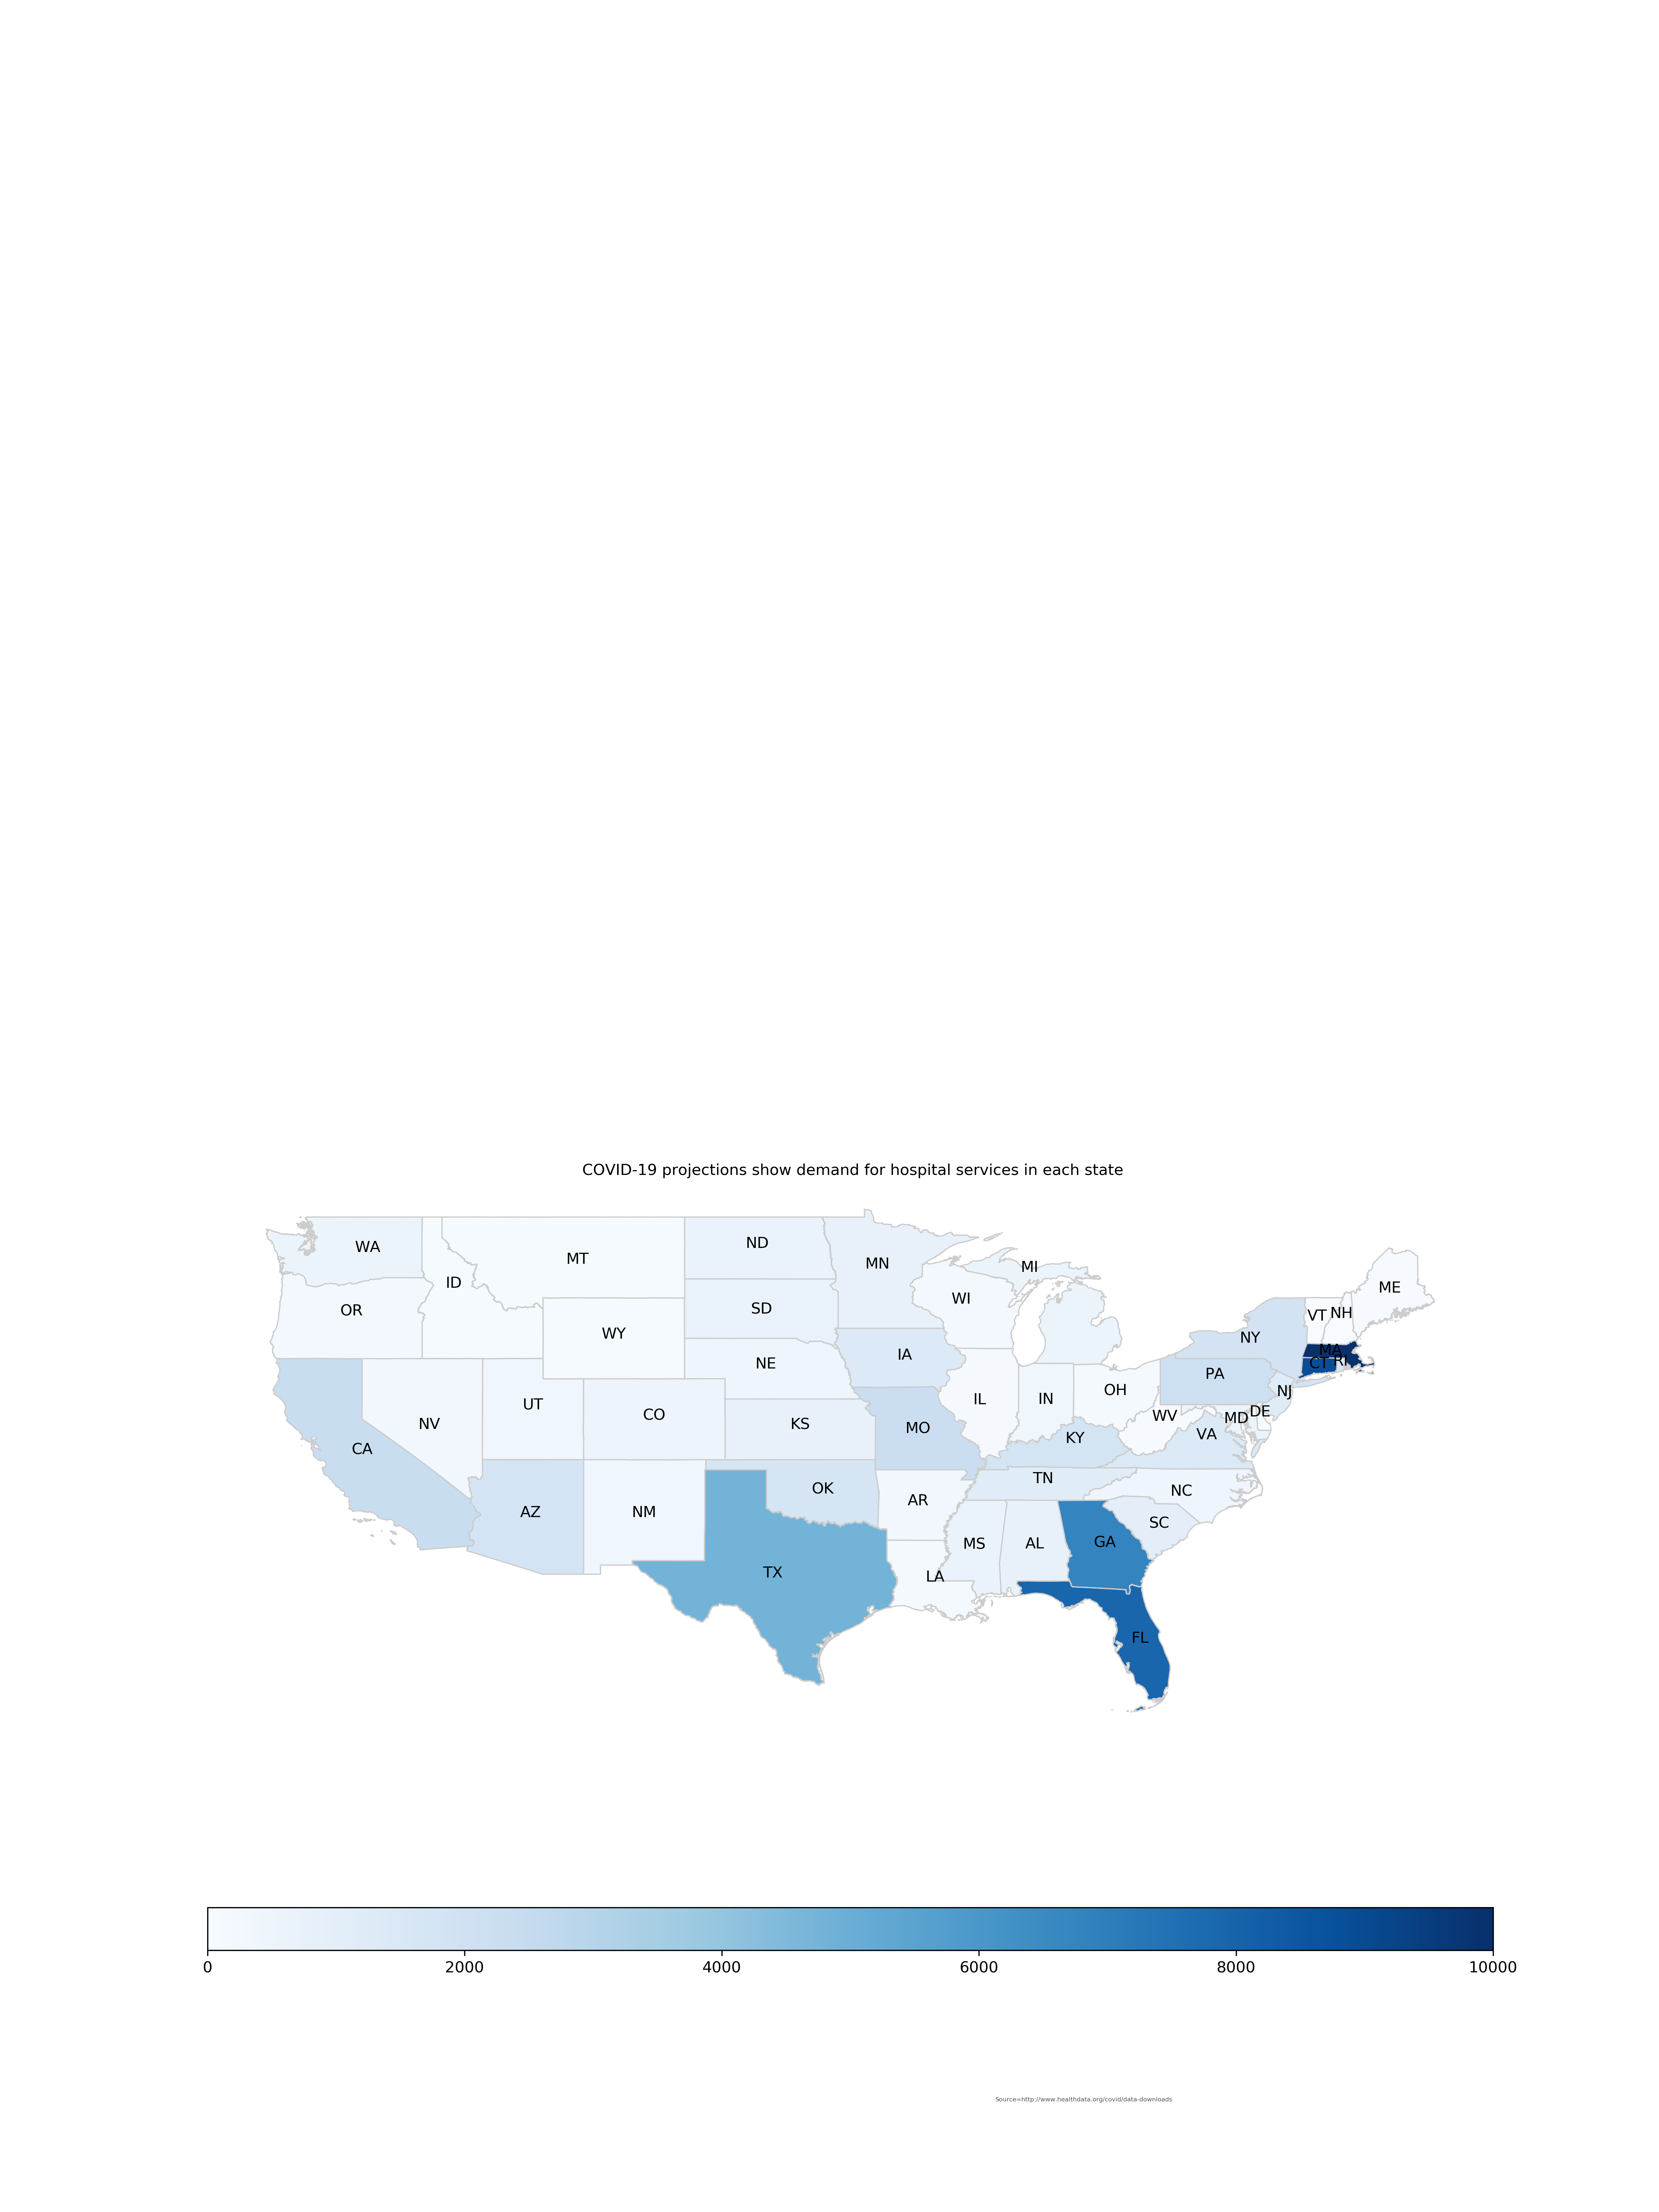 COVID-19 projections show demand for hospital services in each state
WA
MT
ND
MN
MI
ME
ID
OR
SD
WI
VT
NH
WY
NY
MA
IA
NE
CT
RI
PA
UT
CO
NV
KS
MO
IL
IN
OH
NJ
WV
MD
DE
CA
KY
VA
AZ
NM
OK
AR
TN
NC
SC
TX
LA
MS
AL
GA
FL
0 2000 4000 6000 8000 10000
Source=http://www.healthdata.org/covid/data-downloads